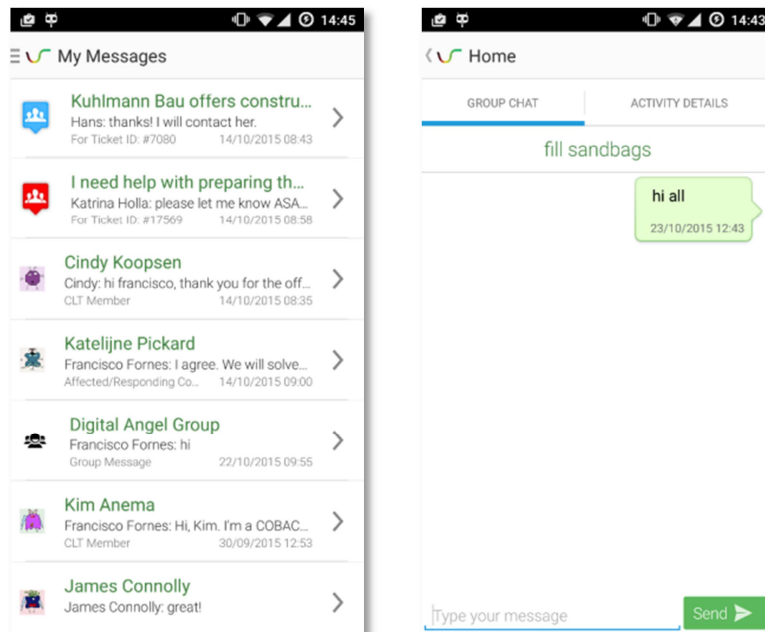 14:45
My Messages
Kuhlmann Bau offers constru...
Hans: thanks! I will contact her.
For Ticket ID: #7080 14/10/2015 08:43
I need help with preparing th...
Katrina Holla: please let me know ASA...
For Ticket ID: #17569 14/10/2015 08:58
Cindy Koopsen
Cindy: hi francisco, thank you for the off...
CLT Member 14/10/2015 08:35
Katelijne Pickard
Francisco Fornes: I agree. We will solve...
Affected/Responding Co... 14/10/2015 09:00
Digital Angel Group
Francisco Fornes: hi
Group Message 22/10/2015 09:55
Kim Anema
Francisco Fornes: Hi, Kim. I'm a COBAC...
CLT Member 30/09/2015 12:53
James Connolly
James Connolly: great!
14:43
Home
GROUP CHAT ACTIVITY DETAILS
fill sandbags
hi all
23/10/2015 12:43
Type your message Send